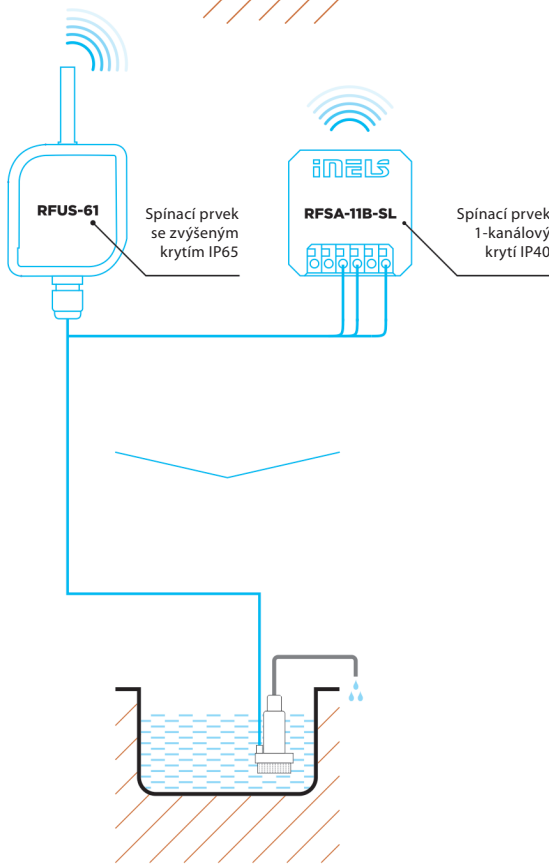 iNELS
RFUS-61
Spínací prvek
se zvýšeným
krytím IP65
RFSA-11B-SL
Spínací prvek
1-kanálový
krytí IP40